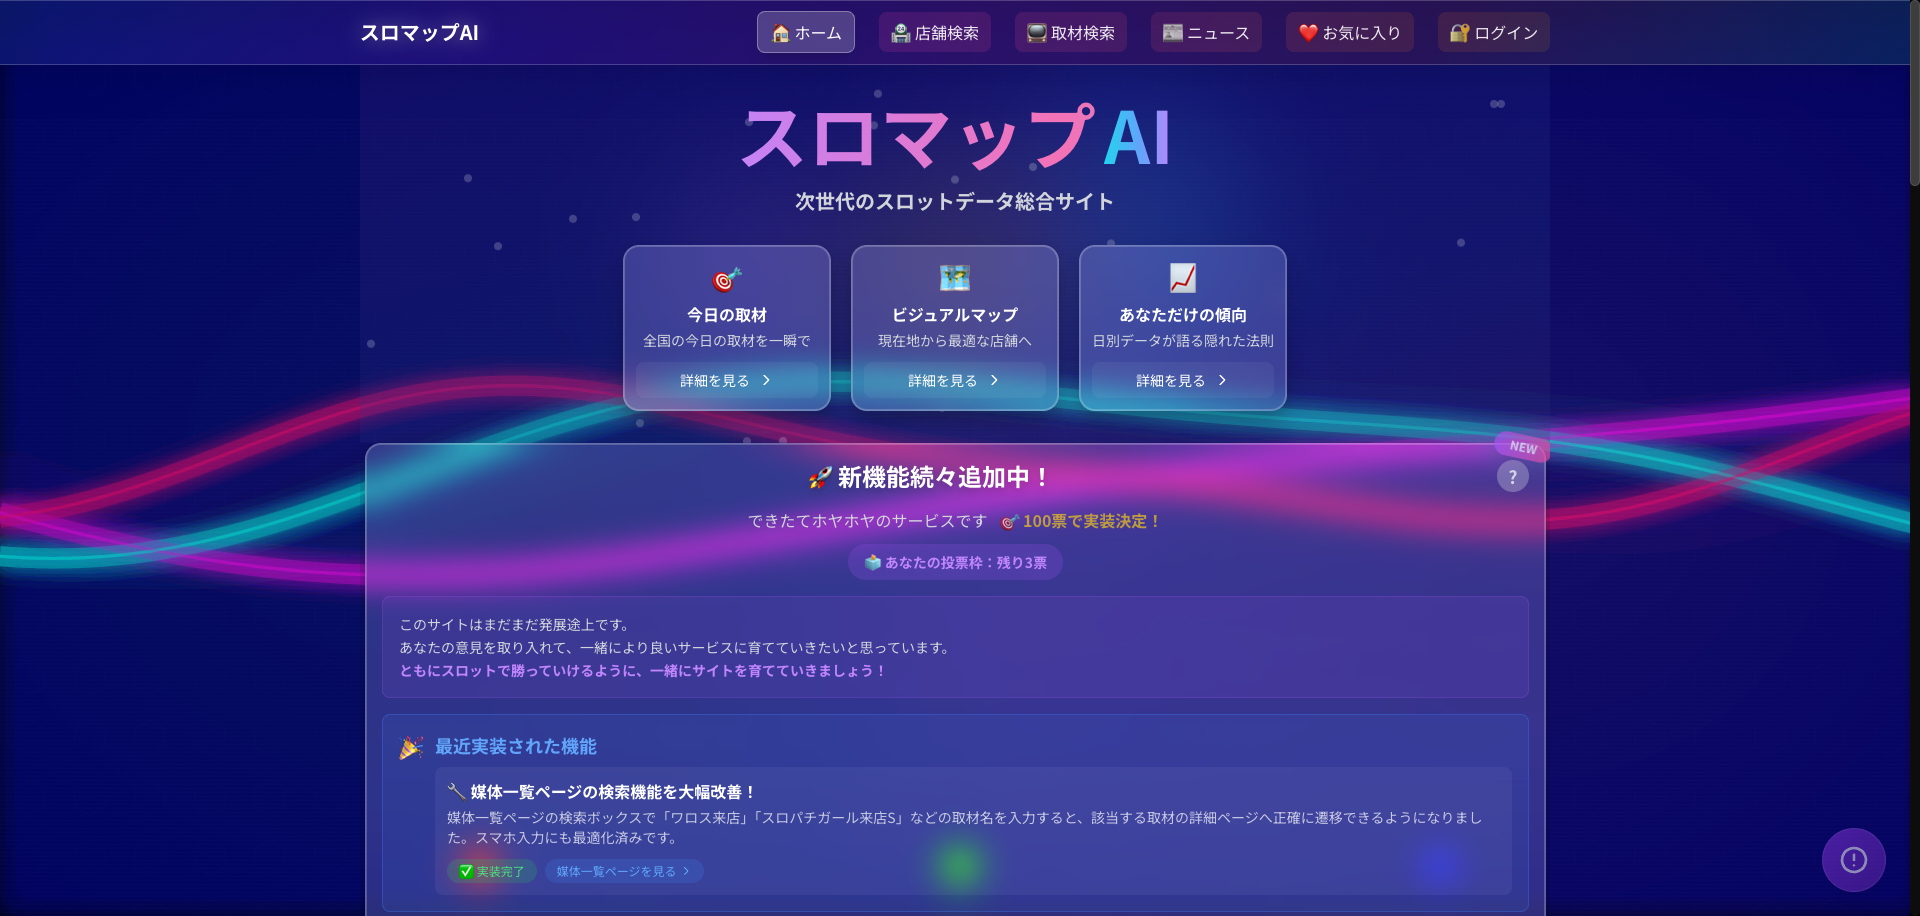 スロマップAI
ホーム
店舗検索
取材検索
ニュース
お気に入り
ログイン
スロマップ AI
次世代のスロットデータ総合サイト
今日の取材
全国の今日の取材を一瞬で
詳細を見る
ビジュアルマップ
現在地から最適な店舗へ
詳細を見る
あなただけの傾向
日別データが語る隠れた法則
詳細を見る
NEW
新機能続々追加中！
?
できたてホヤホヤのサービスです 100票で実装決定！
あなたの投票枠：残り3票
このサイトはまだまだ発展途上です。
あなたの意見を取り入れて、一緒により良いサービスに育てていきたいと思っています。
ともにスロットで勝っていけるように、一緒にサイトを育てていきましょう！
最近実装された機能
媒体一覧ページの検索機能を大幅改善！
媒体一覧ページの検索ボックスで「ワロス来店」「スロパチガール来店S」などの取材名を入力すると、該当する取材の詳細ページへ正確に遷移できるようになりまし
た。スマホ入力にも最適化済みです。
実装完了
媒体一覧ページを見る